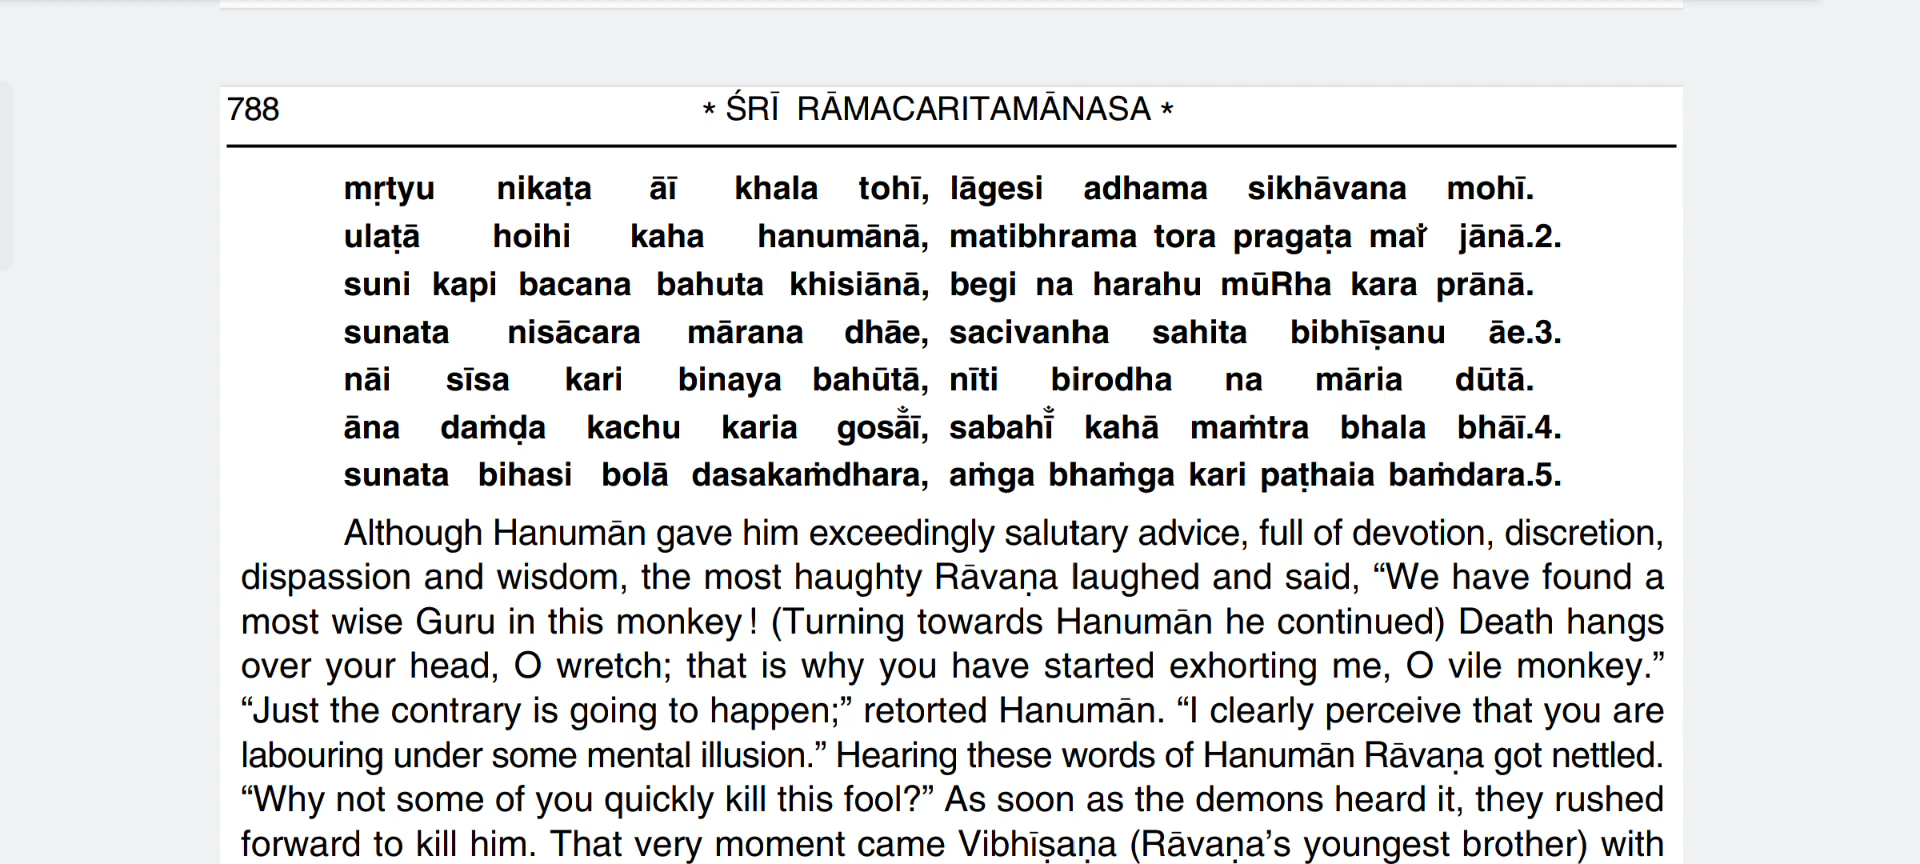 788
* ŚRĪ RĀMACARITAMĀNASA *
mṛtyu nikaṭa āī khala tohī, lāgesi adhama sikhāvana mohī.
ulaṭā hoihi kaha hanumānā, matibhrama tora pragaṭa maı̐ jānā.2.
suni kapi bacana bahuta khisiānā, begi na harahu mūRha kara prānā.
sunata nisācara mārana dhāe, sacivanha sahita bibhīṣanu āe.3.
nāi sīsa kari binaya bahūtā, nīti birodha na māria dūtā.
āna daṁḍa kachu karia gosā̐ī, sabahī̐ kahā maṁtra bhala bhāī.4.
sunata bihasi bolā dasakaṁdhara, aṁga bhaṁga kari paṭhaia baṁdara.5.
Although Hanumān gave him exceedingly salutary advice, full of devotion, discretion,
dispassion and wisdom, the most haughty Rāvaṇa laughed and said, “We have found a
most wise Guru in this monkey! (Turning towards Hanumān he continued) Death hangs
over your head, O wretch; that is why you have started exhorting me, O vile monkey.”
“Just the contrary is going to happen;” retorted Hanumān. “I clearly perceive that you are
labouring under some mental illusion.” Hearing these words of Hanumān Rāvaṇa got nettled.
“Why not some of you quickly kill this fool?” As soon as the demons heard it, they rushed
forward to kill him. That very moment came Vibhīṣaṇa (Rāvaṇa’s youngest brother) with